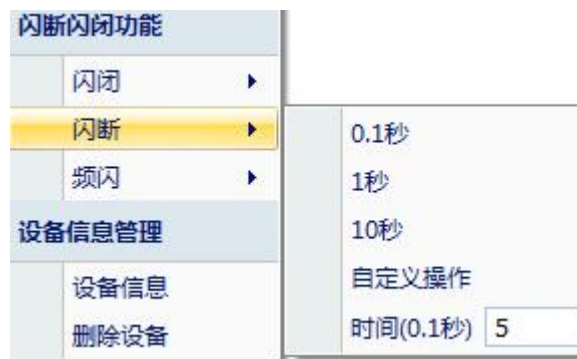 闪断闪闭功能
闪闭
闪断
频闪
设备信息管理
设备信息
删除设备
0.1秒
1秒
10秒
自定义操作
时间(0.1秒) 5